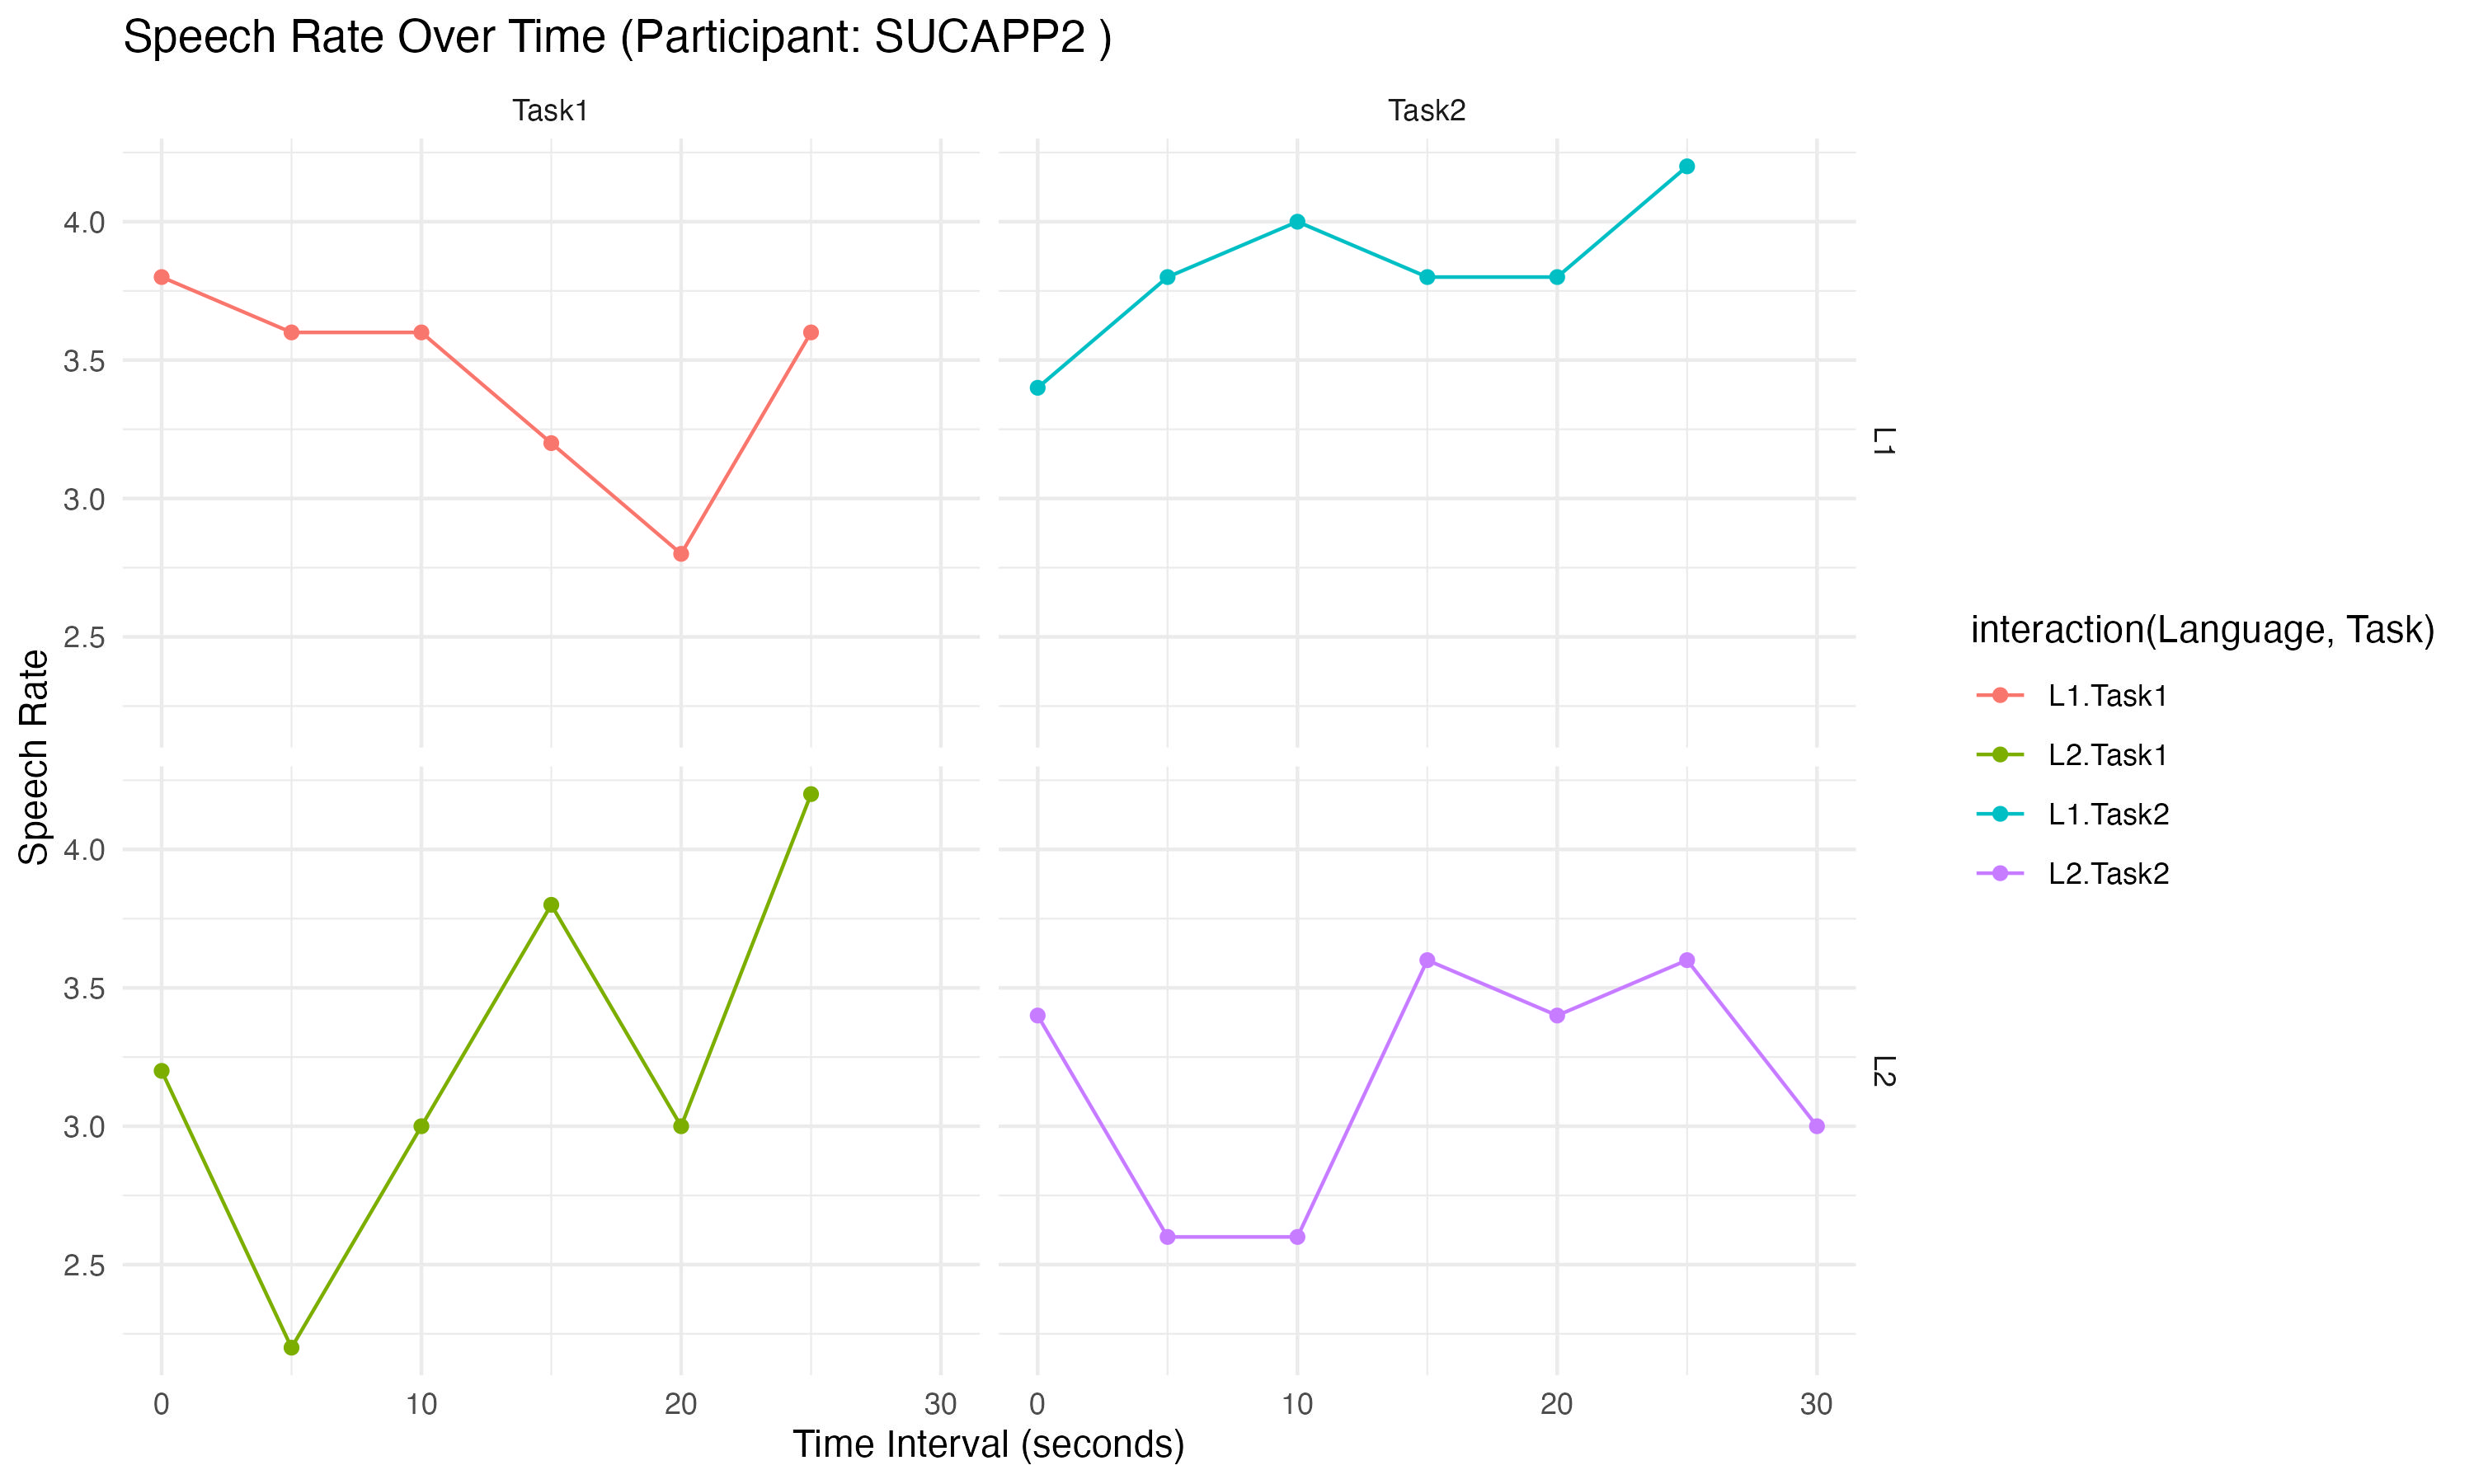 Speech Rate Over Time (Participant: SUCAPP2 )
Task1
Task2
4.0
3.5
3.0
2.5
L1
Speech Rate
4.0
3.5
3.0
2.5
L2
0
10
20
30
0
10
20
30
Time Interval (seconds)
interaction(Language, Task)
L1.Task1
L2.Task1
L1.Task2
L2.Task2